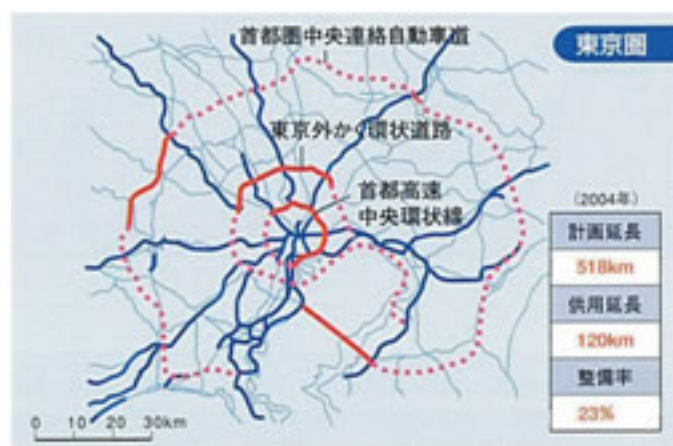 首都圏中央連絡自動車道
東京圏
東京外かく環状道路
首都高速
中央環状線
(2004年)
計画延長
518km
供用延長
120km
整備率
23%
0 10 20 30km